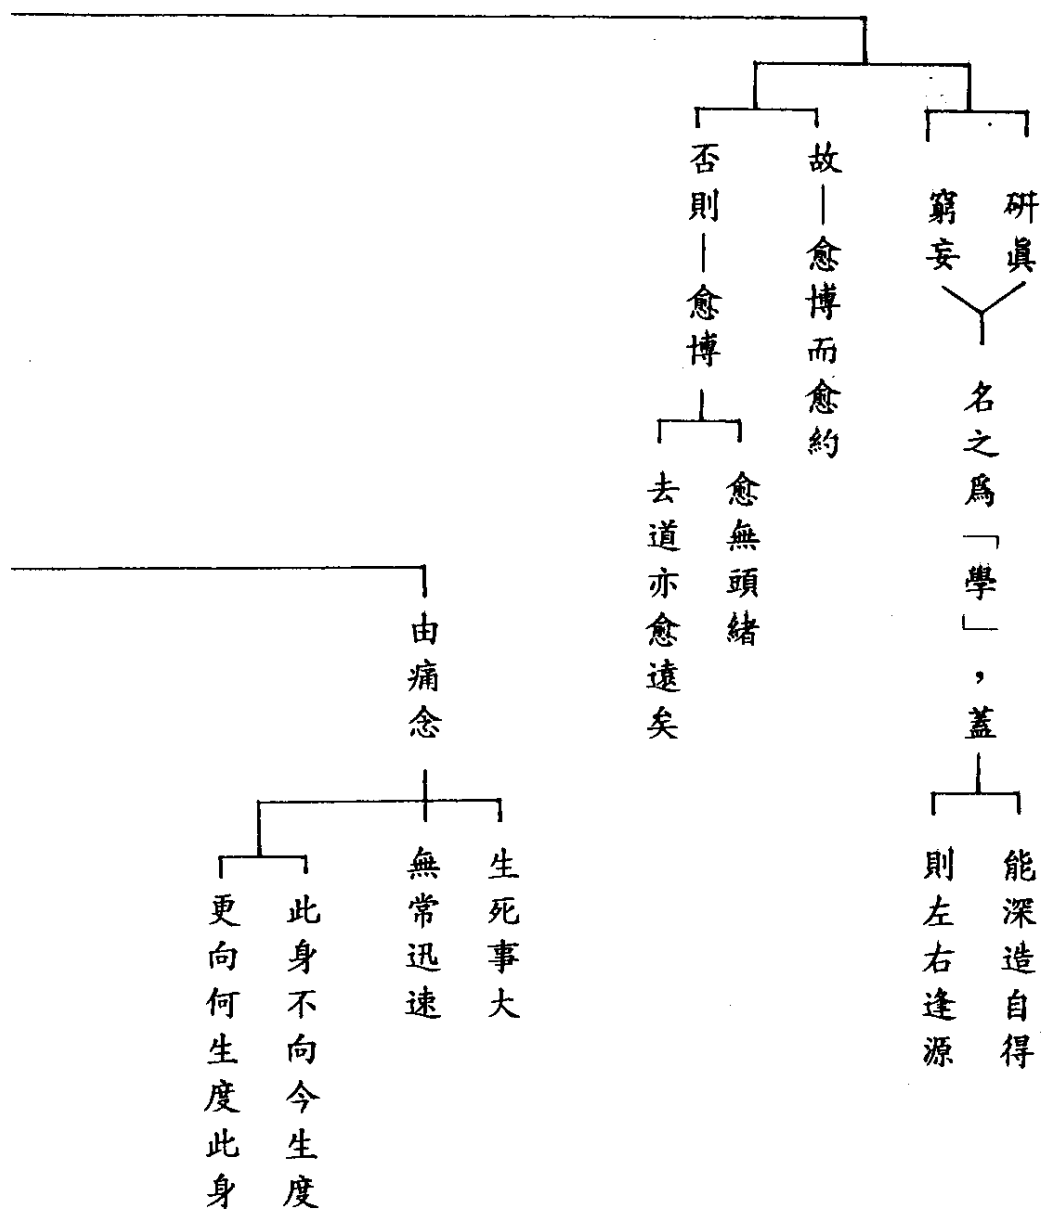 硏眞
窮妄
名之爲「學」，蓋
能深造自得
則左右逢源
故—愈博而愈約
否則—愈博
愈無頭緒
去道亦愈遠矣
由痛念
生死事大
無常迅速
此身不向今生度
更向何生度此身